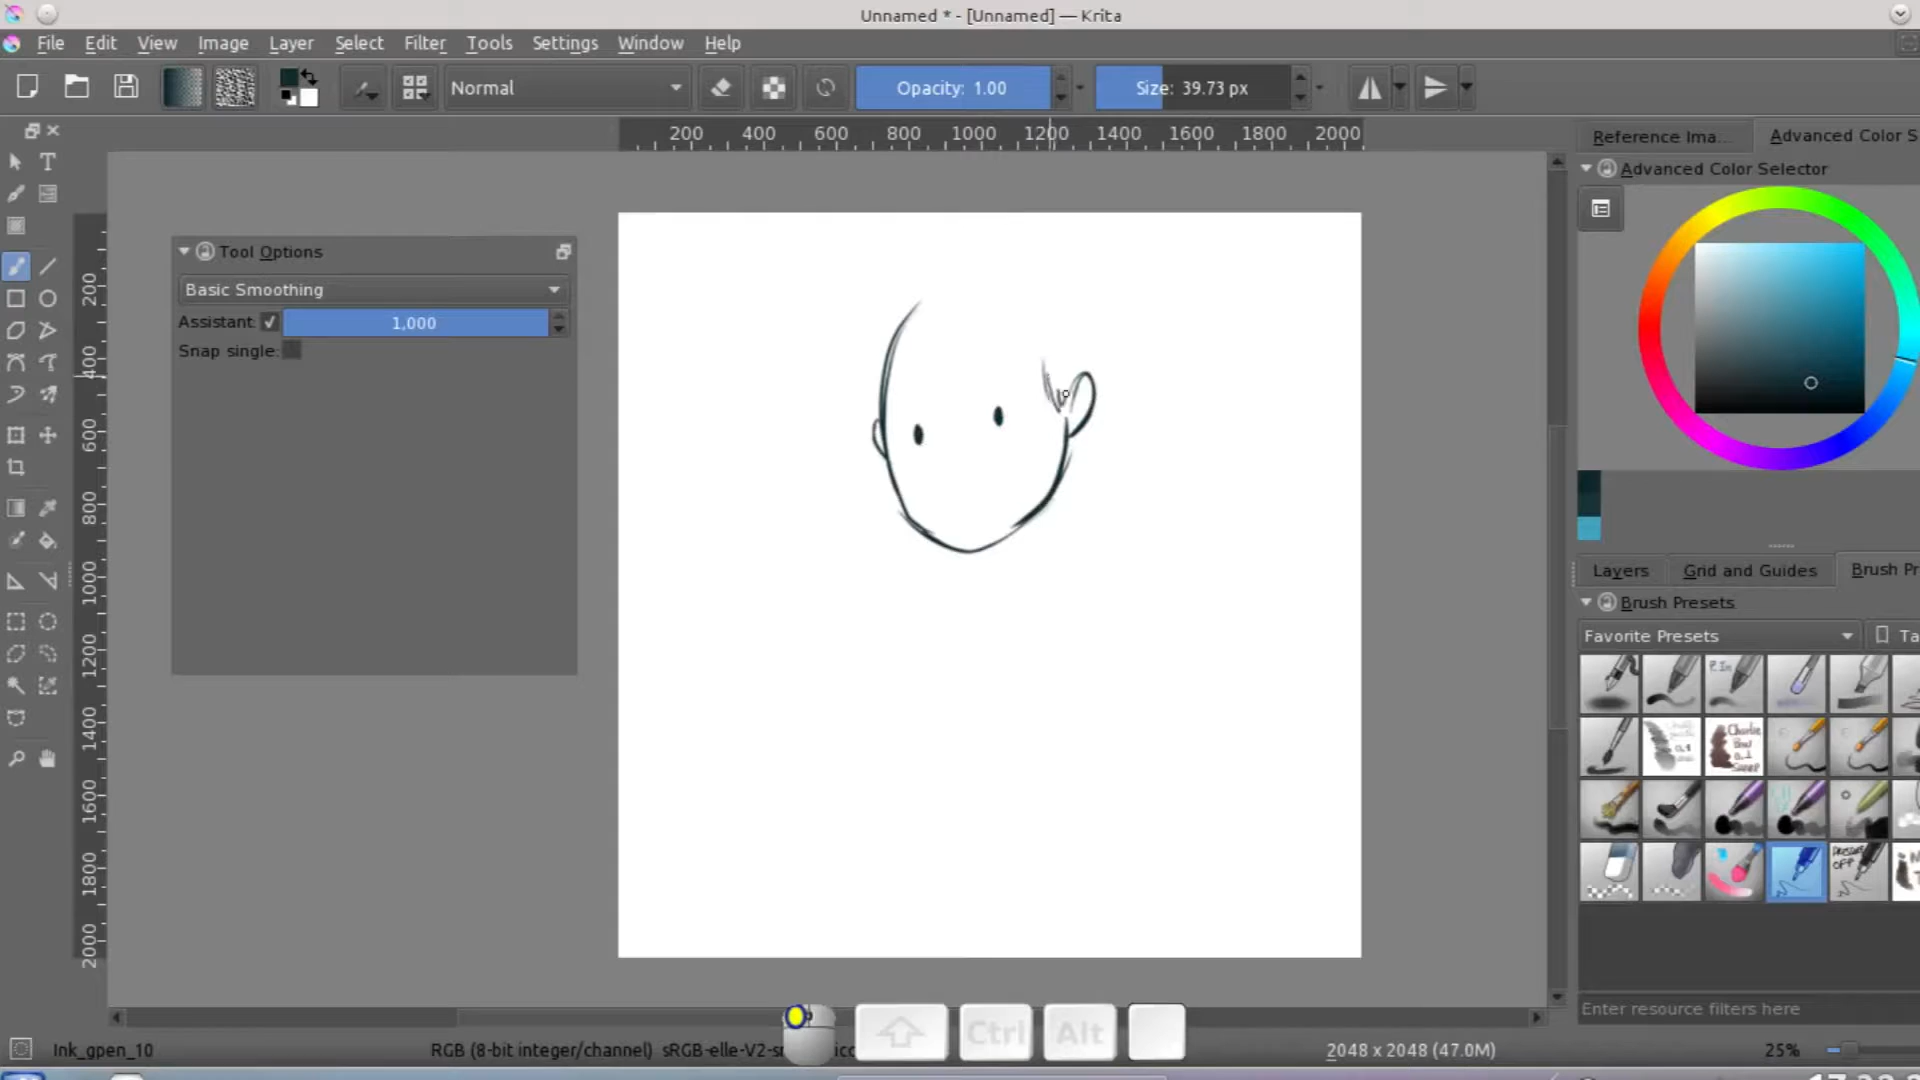 Unnamed * - [Unnamed] — Krita
File Edit View Image Layer Select Filter Tools Settings Window Help
Normal Opacity: 1.00 Size: 39.73 px
200 400 600 800 1000 1200 1400 1600 1800 2000
Reference Ima... Advanced Color S
Advanced Color Selector
Tool Options
Basic Smoothing
Assistant: 1,000
Snap single:
200
400
600
800
1000
1200
1400
1600
1800
2000
Layers Grid and Guides Brush Pr
Brush Presets
Favorite Presets Ta
Enter resource filters here
Ctrl Alt
Ink_gpen_10 RGB (8-bit integer/channel) sRGB-elle-V2- 2048 x 2048 (47.0M) 25%